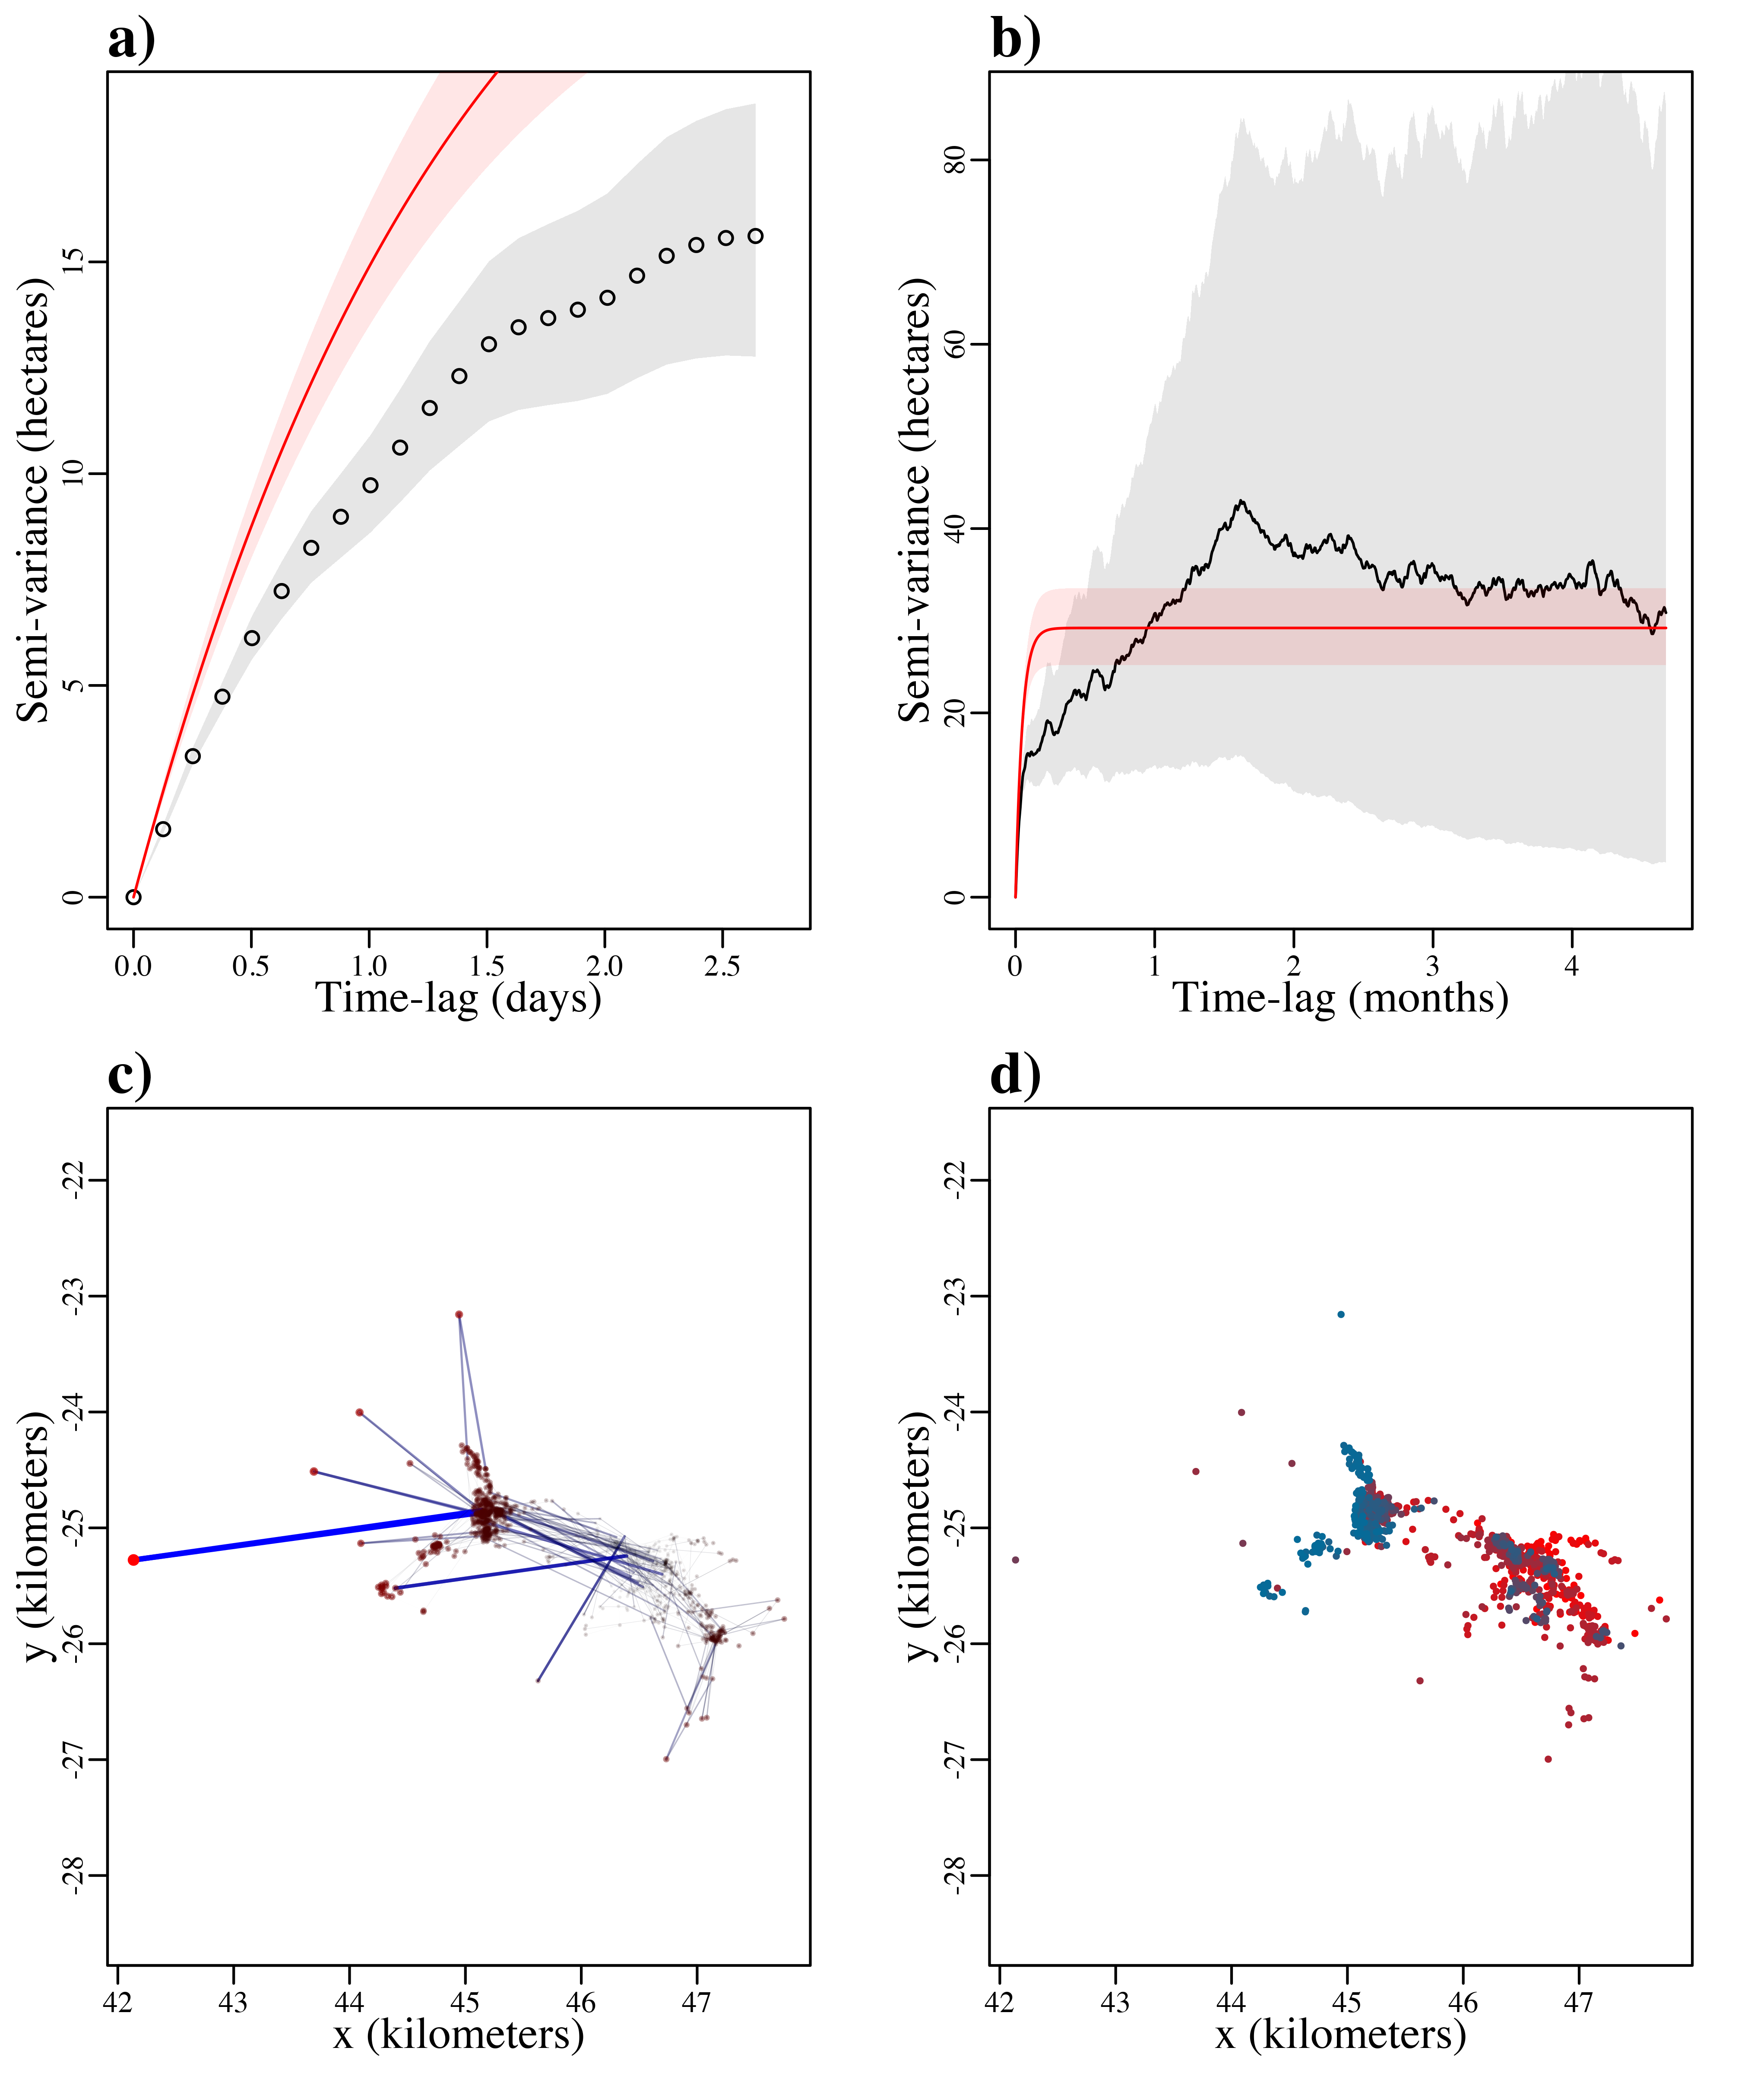 a)
Semi-variance (hectares)
15
10
5
0
0.0 0.5 1.0 1.5 2.0 2.5
Time-lag (days)
b)
Semi-variance (hectares)
80
60
40
20
0
0 1 2 3 4
Time-lag (months)
c)
y (kilometers)
-22
-23
-24
-25
-26
-27
-28
42 43 44 45 46 47
x (kilometers)
d)
y (kilometers)
-22
-23
-24
-25
-26
-27
-28
42 43 44 45 46 47
x (kilometers)